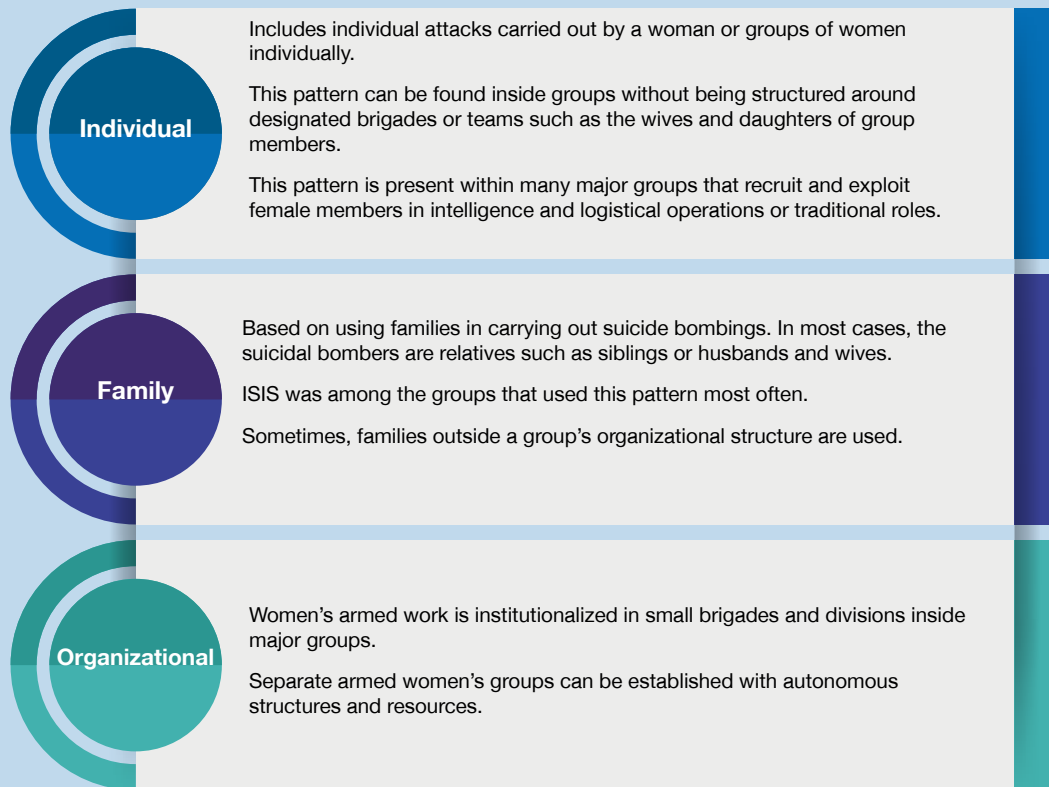 Individual
Includes individual attacks carried out by a woman or groups of women
individually.
This pattern can be found inside groups without being structured around
designated brigades or teams such as the wives and daughters of group
members.
This pattern is present within many major groups that recruit and exploit
female members in intelligence and logistical operations or traditional roles.
Family
Based on using families in carrying out suicide bombings. In most cases, the
suicidal bombers are relatives such as siblings or husbands and wives.
ISIS was among the groups that used this pattern most often.
Sometimes, families outside a group’s organizational structure are used.
Organizational
Women’s armed work is institutionalized in small brigades and divisions inside
major groups.
Separate armed women’s groups can be established with autonomous
structures and resources.